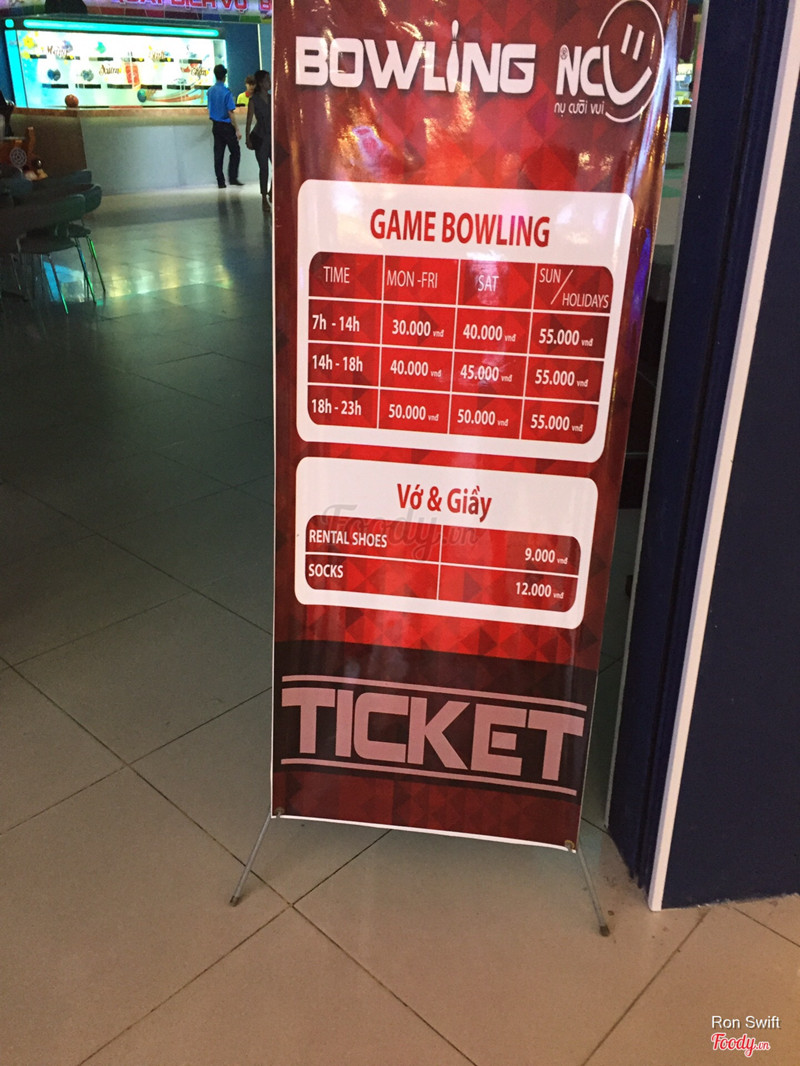 BOWLING NCV
nụ cười vui
GAME BOWLING
TIME MON-FRI SAT SUN/HOLIDAYS
7h - 14h 30.000 vnđ 40.000 vnđ 55.000 vnđ
14h - 18h 40.000 vnđ 45.000 vnđ 55.000 vnđ
18h - 23h 50.000 vnđ 50.000 vnđ 55.000 vnđ
Vớ & Giầy
Foody.vn
RENTAL SHOES 9.000 vnđ
SOCKS 12.000 vnđ
TICKET
Ron Swift
Foody.vn